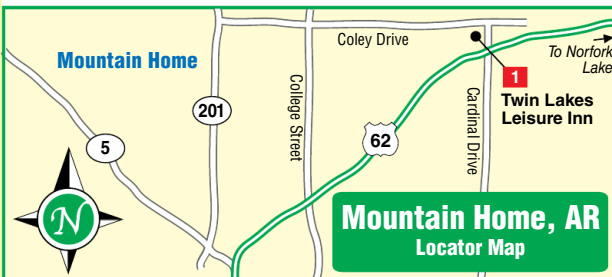 Coley Drive
To Norfork
Lake
Mountain Home
1
Twin Lakes
Leisure Inn
College Street
Cardinal Drive
201
62
5
N
Mountain Home, AR
Locator Map